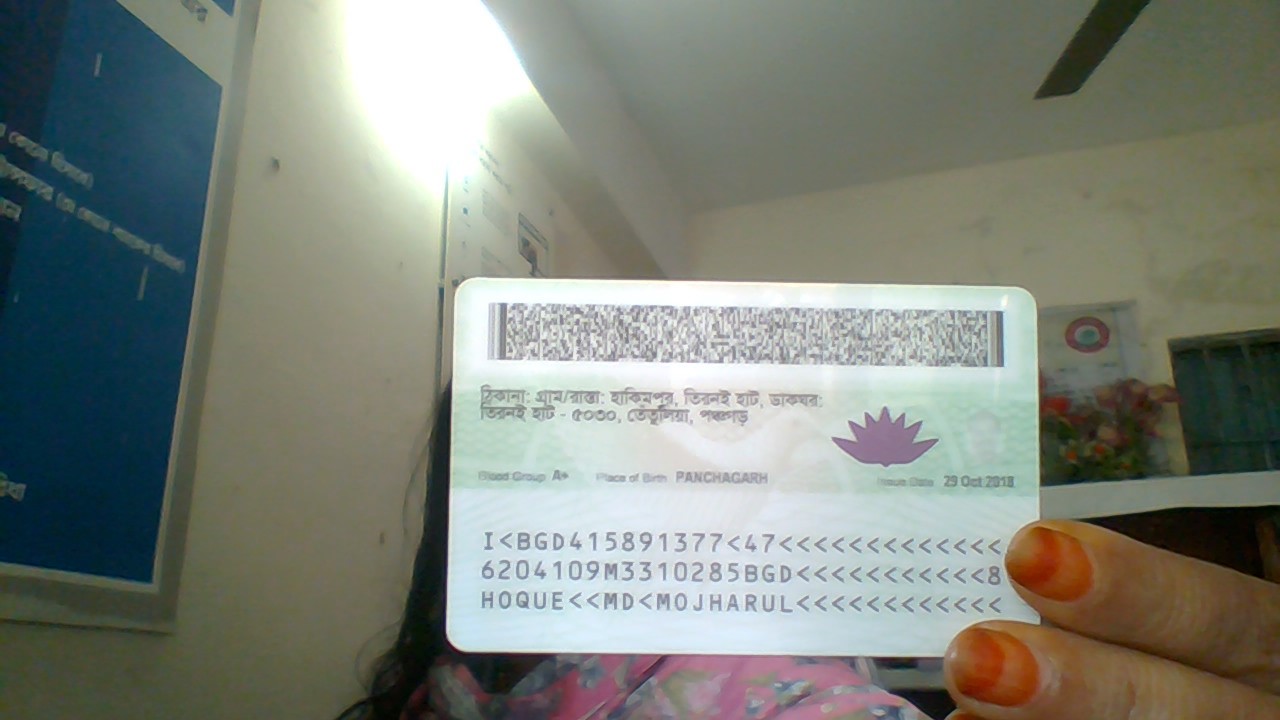 ঠিকানা: গ্রাম/রাস্তা: হাকিমপুর, তিরনই হাট, ডাকঘর:
তিরনই হাট - ৫০৩০, তেতুলিয়া, পঞ্চগড়
Blood Group A+ Place of Birth PANCHAGARH Issue Date 29 Oct 2018
I<BGD415891377<47<<<<<<<<<<<<<
6204109M3310285BGD<<<<<<<<<<<8
HOQUE<<MD<MOJHARUL<<<<<<<<<<<<